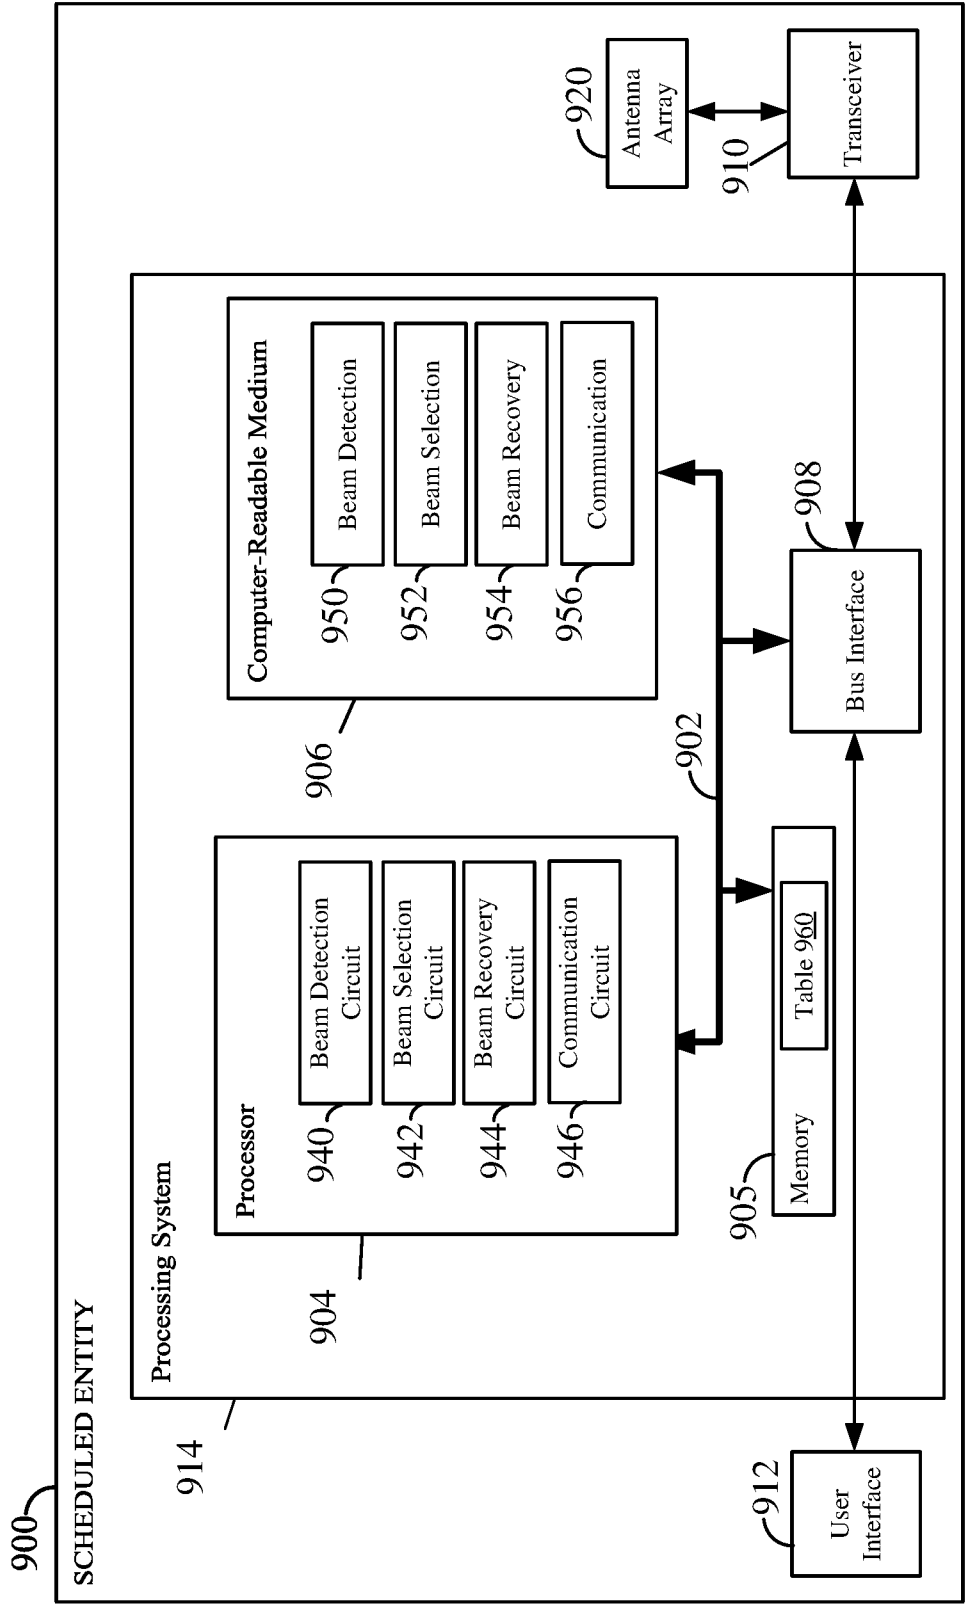 900
SCHEDULED ENTITY
914
Processing System
904
Processor
940
Beam Detection
Circuit
942
Beam Selection
Circuit
944
Beam Recovery
Circuit
946
Communication
Circuit
906
Computer-Readable Medium
950
Beam Detection
952
Beam Selection
954
Beam Recovery
956
Communication
902
905
Memory
Table 960
908
Bus Interface
912
User
Interface
920
Antenna
Array
910
Transceiver